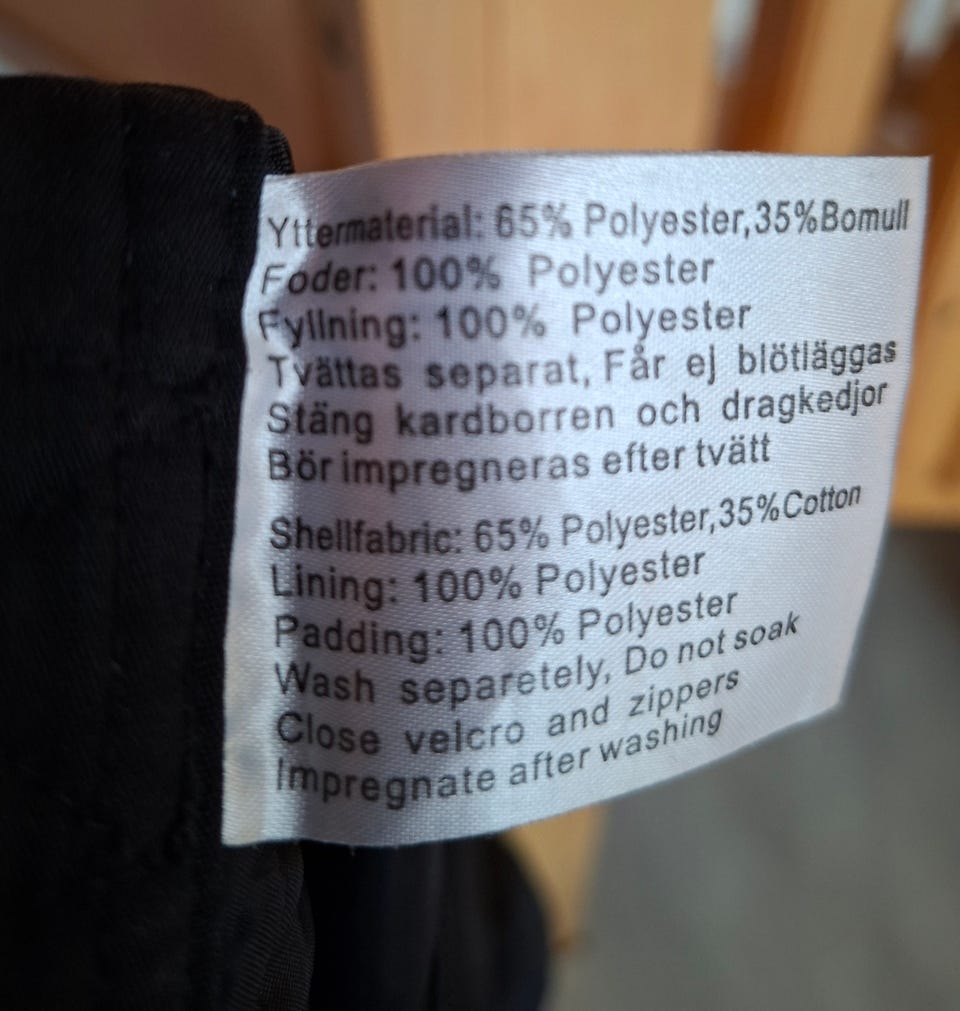 Yttermaterial: 65% Polyester,35%Bomull
Foder: 100% Polyester
Fyllning: 100% Polyester
Tvättas separat, Får ej blötläggas
Stäng kardborren och dragkedjor
Bör impregneras efter tvätt
Shellfabric: 65% Polyester,35%Cotton
Lining: 100% Polyester
Padding: 100% Polyester
Wash separetely, Do not soak
Close velcro and zippers
Impregnate after washing